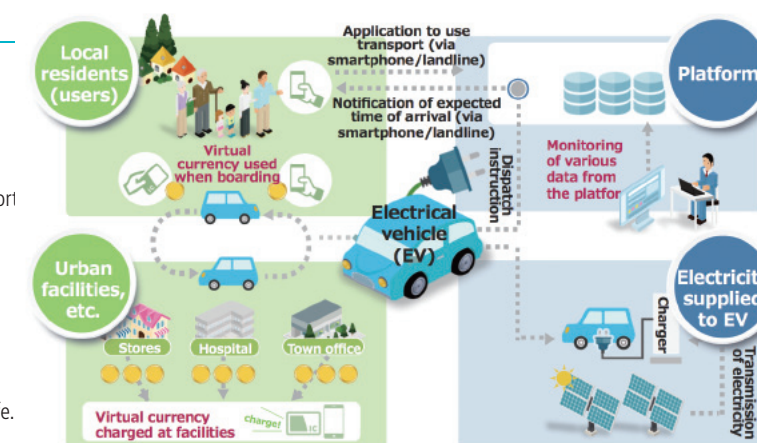 Local
residents
(users)
Application to use
transport (via
smartphone/landline)
Notification of expected
time of arrival (via
smartphone/landline)
Platform
Virtual
currency used
when boarding
Monitoring
of various
data from
the platfor
Dispatch
instruction
Electrical
vehicle
(EV)
Urban
facilities,
etc.
Stores
Hospital
Town office
Virtual currency
charged at facilities
charge!
IC
Electricit
supplied
to EV
Charger
Transmission
of electricity
ort
fe.